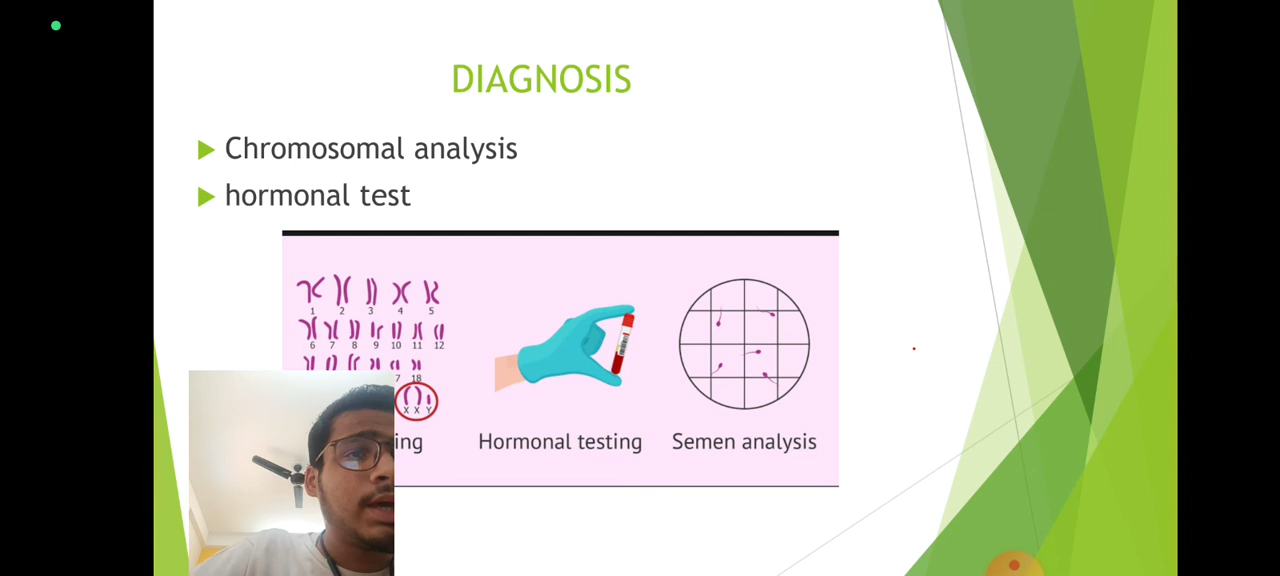 DIAGNOSIS
Chromosomal analysis
hormonal test
1 2 3 4 5
6 7 8 9 10 11 12
7 18
X X Y
ing Hormonal testing Semen analysis